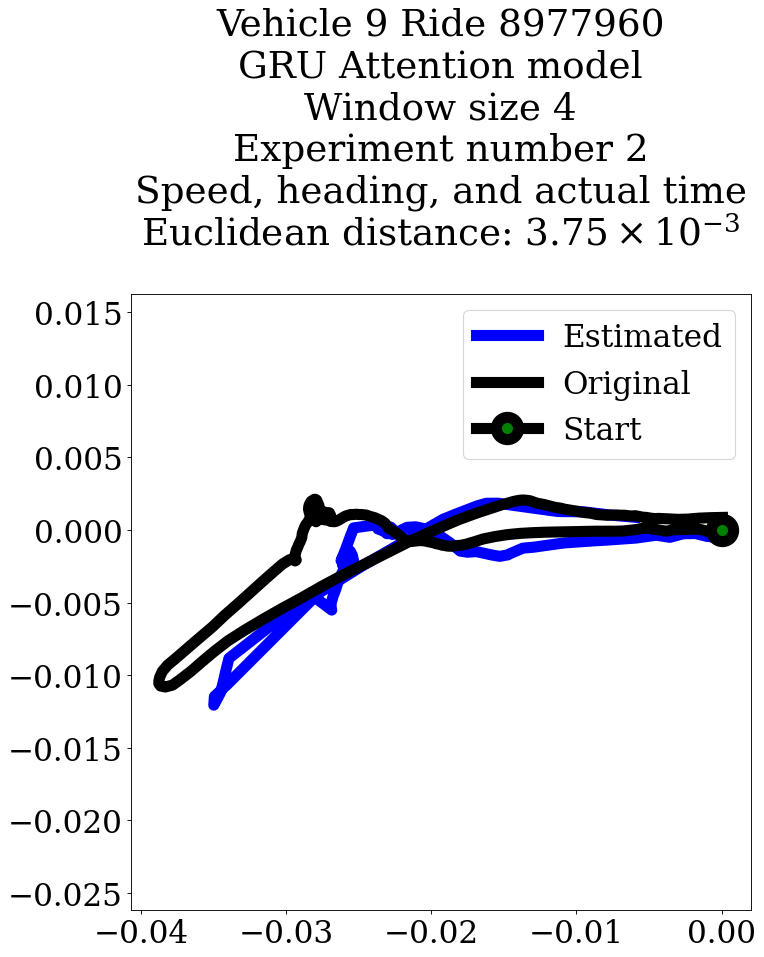 Vehicle 9 Ride 8977960
GRU Attention model
Window size 4
Experiment number 2
Speed, heading, and actual time
Euclidean distance: 3.75 × 10⁻³
Estimated
Original
Start
0.015
0.010
0.005
0.000
−0.005
−0.010
−0.015
−0.020
−0.025
−0.04 −0.03 −0.02 −0.01 0.00